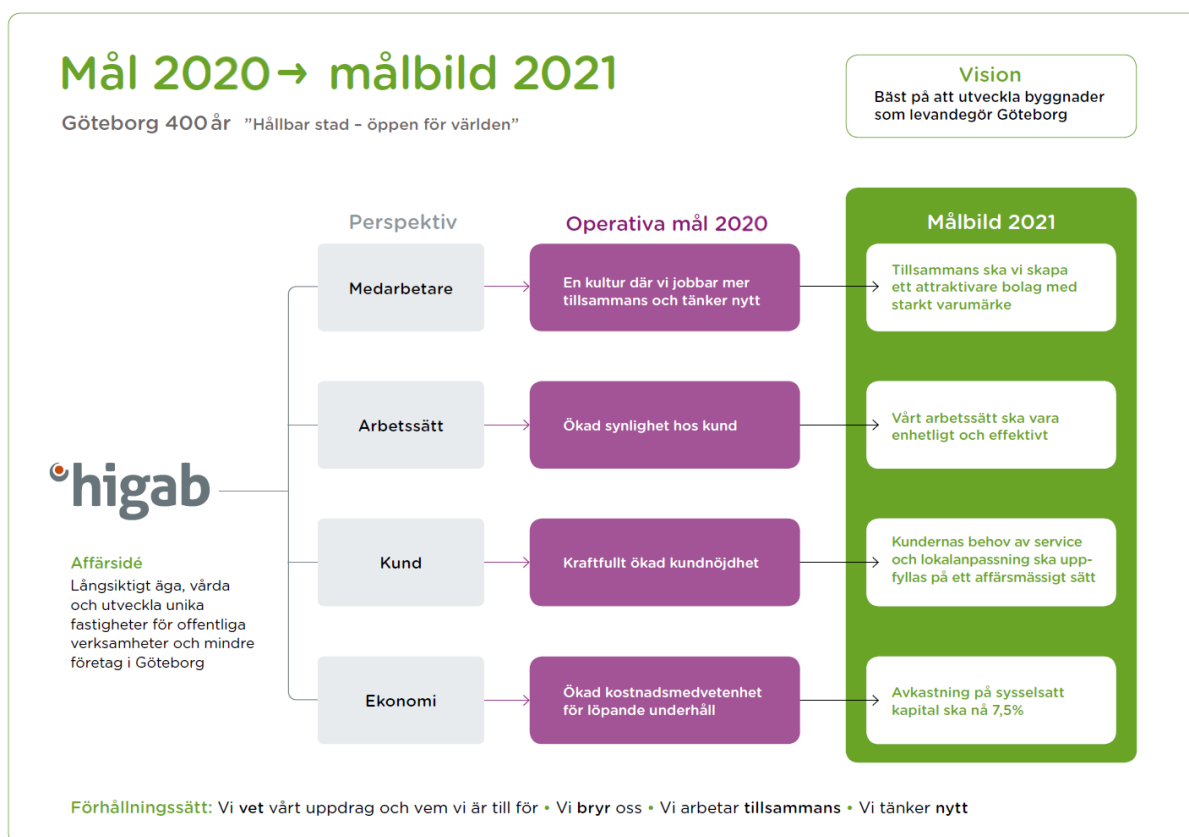 Mål 2020→ målbild 2021
Göteborg 400 år "Hållbar stad – öppen för världen"
Vision
Bäst på att utveckla byggnader
som levandegör Göteborg
Perspektiv
Operativa mål 2020
Målbild 2021
Medarbetare
En kultur där vi jobbar mer
tillsammans och tänker nytt
Tillsammans ska vi skapa
ett attraktivare bolag med
starkt varumärke
Arbetssätt
Ökad synlighet hos kund
Vårt arbetssätt ska vara
enhetligt och effektivt
higab
Affärsidé
Långsiktigt äga, vårda
och utveckla unika
fastigheter för offentliga
verksamheter och mindre
företag i Göteborg
Kund
Kraftfullt ökad kundnöjdhet
Kundernas behov av service
och lokalanpassning ska upp-
fyllas på ett affärsmässigt sätt
Ekonomi
Ökad kostnadsmedvetenhet
för löpande underhåll
Avkastning på sysselsatt
kapital ska nå 7,5%
Förhållningssätt: Vi vet vårt uppdrag och vem vi är till för • Vi bryr oss • Vi arbetar tillsammans • Vi tänker nytt